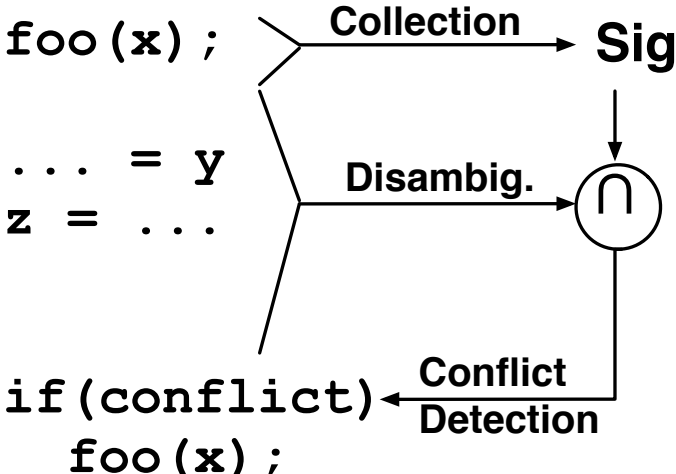 foo(x);
Collection
Sig
... = y
z = ...
Disambig.
∩
if(conflict)
foo(x);
Conflict
Detection